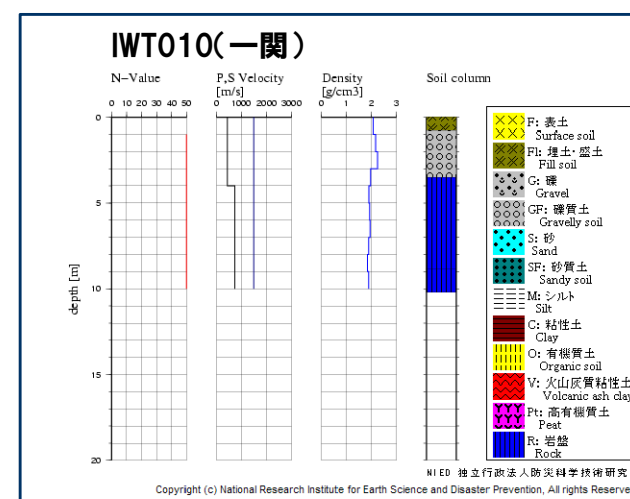 IWT010(一関)
N-Value
P,S Velocity
[m/s]
Density
[g/cm3]
Soil column
0 10 20 30 40 50
0 1000 2000 3000
0 1 2 3
0
5
10
15
20
depth [m]
F: 表土
Surface soil
Fl: 埋土・盛土
Fill soil
G: 礫
Gravel
GF: 礫質土
Gravelly soil
S: 砂
Sand
SF: 砂質土
Sandy soil
M: シルト
Silt
C: 粘性土
Clay
O: 有機質土
Organic soil
V: 火山灰質粘性土
Volcanic ash clay
Pt: 高有機質土
Peat
R: 岩盤
Rock
NIED 独立行政法人防災科学技術研究
Copyright (c) National Research Institute for Earth Science and Disaster Prevention, All rights Reserve